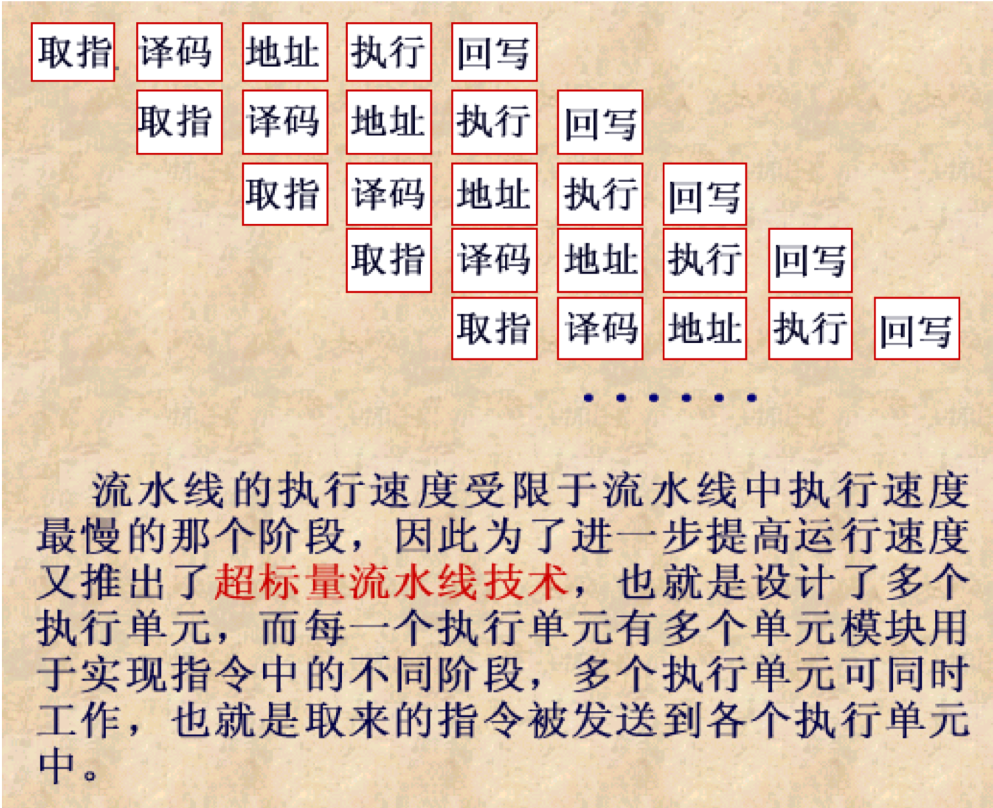 取指 译码 地址 执行 回写
取指 译码 地址 执行 回写
取指 译码 地址 执行 回写
取指 译码 地址 执行 回写
取指 译码 地址 执行 回写
······
流水线的执行速度受限于流水线中执行速度
最慢的那个阶段，因此为了进一步提高运行速度
又推出了超标量流水线技术，也就是设计了多个
执行单元，而每一个执行单元有多个单元模块用
于实现指令中的不同阶段，多个执行单元可同时
工作，也就是取来的指令被发送到各个执行单元
中。